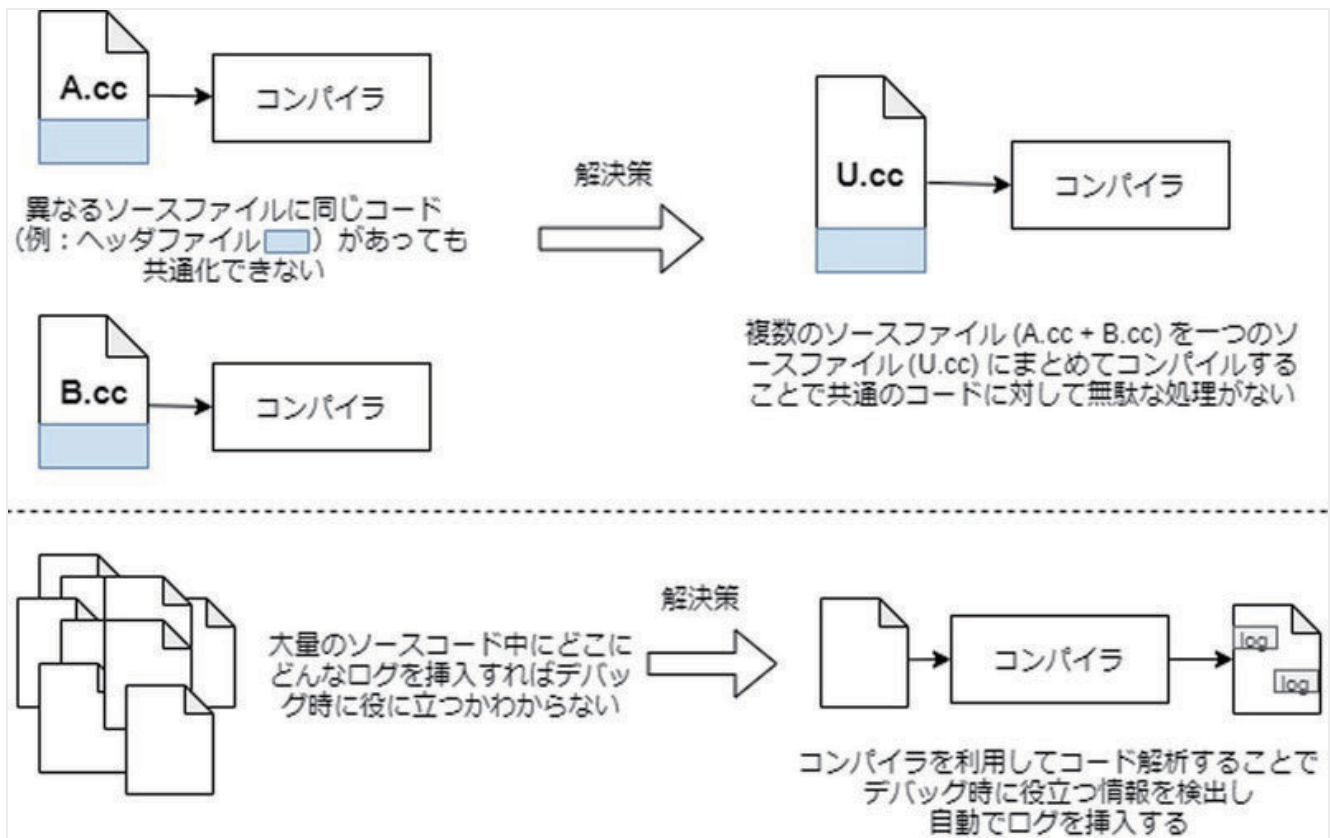 A.cc
コンパイラ
異なるソースファイルに同じコード
(例：ヘッダファイル　　) があっても
共通化できない
B.cc
コンパイラ
解決策
U.cc
コンパイラ
複数のソースファイル (A.cc + B.cc) を一つのソ
ースファイル (U.cc) にまとめてコンパイルする
ことで共通のコードに対して無駄な処理がない
大量のソースコード中にどこに
どんなログを挿入すればデバッ
グ時に役に立つかわからない
解決策
コンパイラ
log
log
コンパイラを利用してコード解析することで
デバッグ時に役立つ情報を検出し
自動でログを挿入する